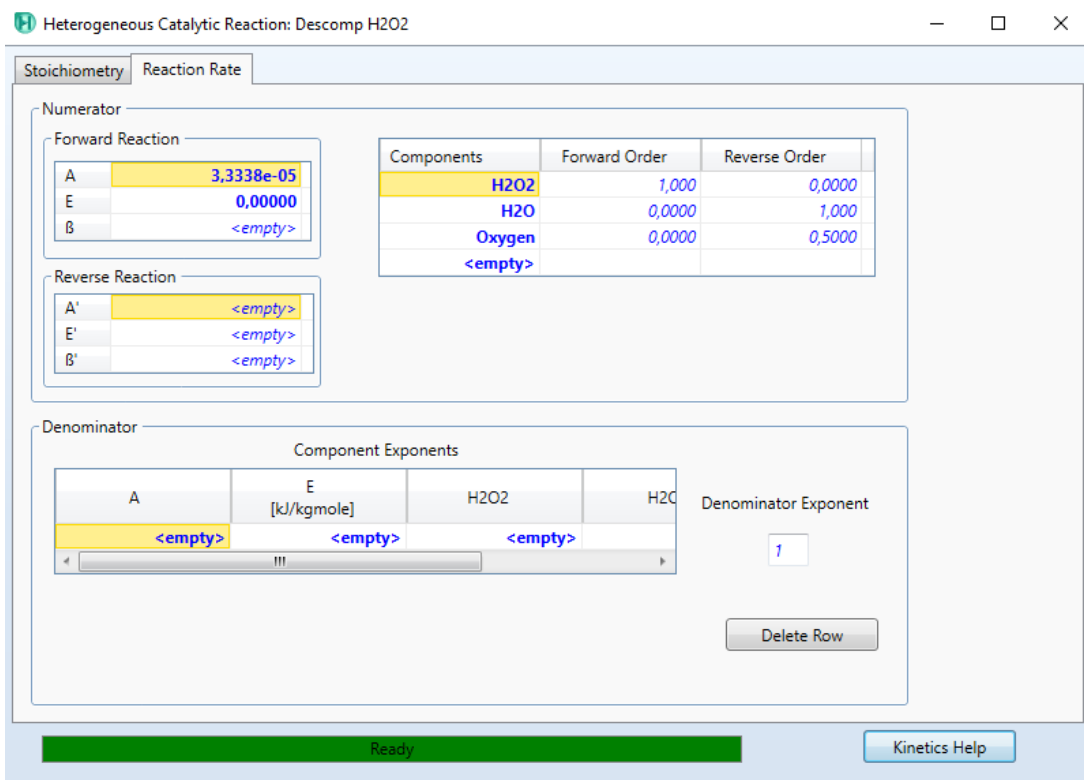 Heterogeneous Catalytic Reaction: Descomp H2O2
Stoichiometry Reaction Rate
Numerator
Forward Reaction
A 3,3338e-05
E 0,00000
ß <empty>
Reverse Reaction
A' <empty>
E' <empty>
ß' <empty>
Components Forward Order Reverse Order
H2O2 1,000 0,0000
H2O 0,0000 1,000
Oxygen 0,0000 0,5000
<empty>
Denominator
Component Exponents
A E [kJ/kgmole] H2O2 H2O
<empty> <empty> <empty>
Denominator Exponent
1
Delete Row
Ready
Kinetics Help